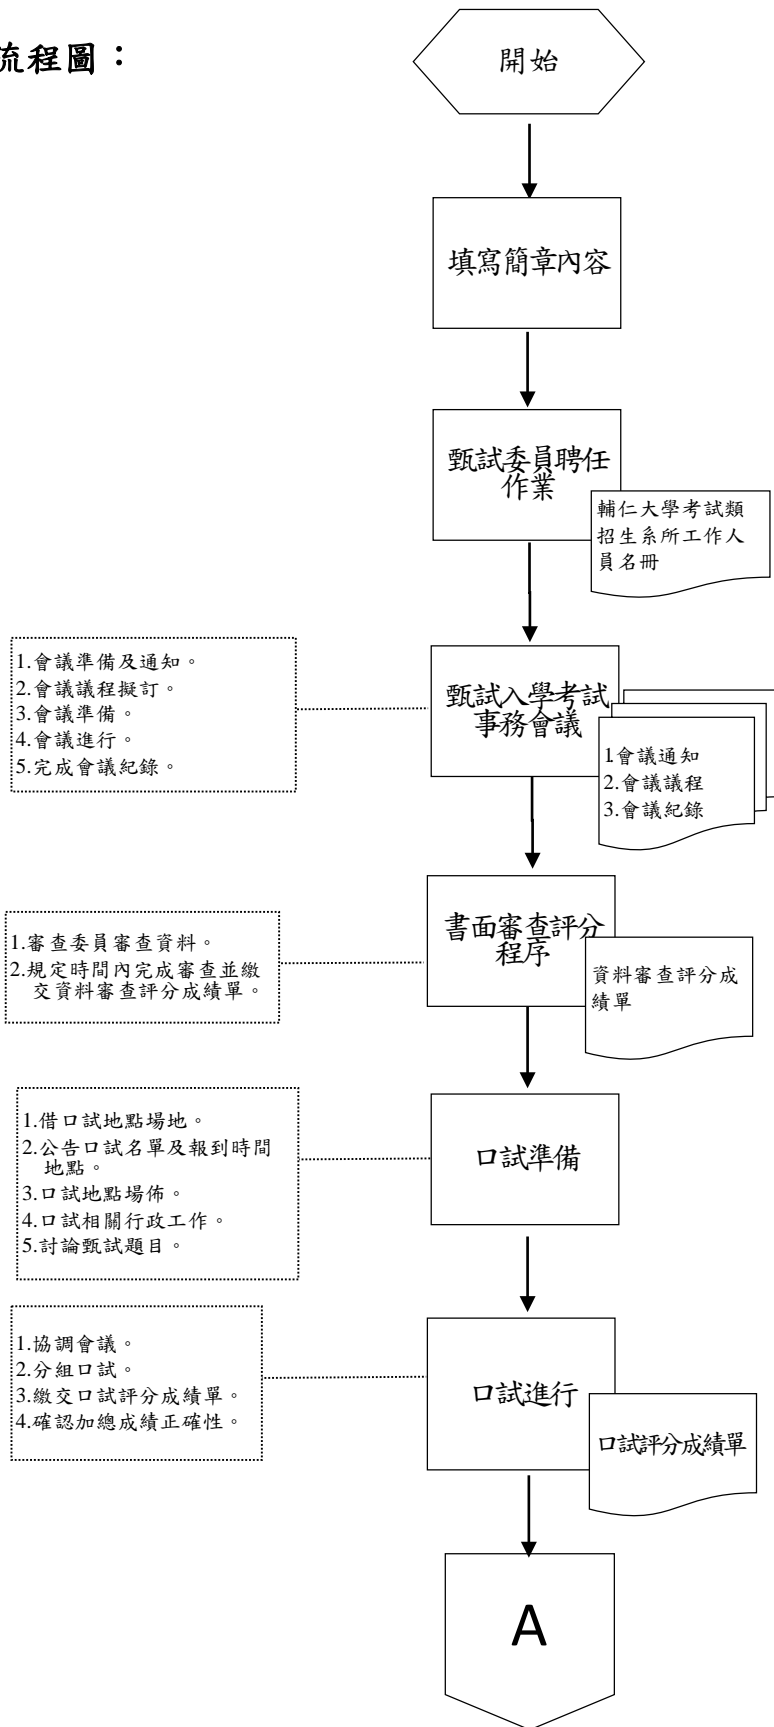 流程圖：
開始
填寫簡章內容
甄試委員聘任
作業
輔仁大學考試類
招生系所工作人
員名冊
1.會議準備及通知。
2.會議議程擬訂。
3.會議準備。
4.會議進行。
5.完成會議紀錄。
甄試入學考試
事務會議
1.會議通知
2.會議議程
3.會議紀錄
1.審查委員審查資料。
2.規定時間內完成審查並繳
交資料審查評分成績單。
書面審查評分
程序
資料審查評分成
績單
1.借口試地點場地。
2.公告口試名單及報到時間
地點。
3.口試地點場佈。
4.口試相關行政工作。
5.討論甄試題目。
口試準備
1.協調會議。
2.分組口試。
3.繳交口試評分成績單。
4.確認加總成績正確性。
口試進行
口試評分成績單
A